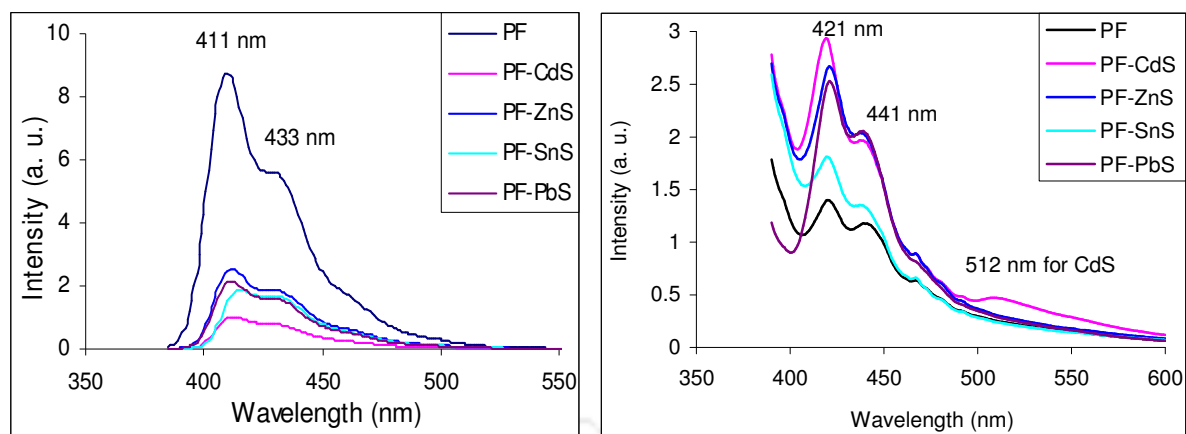 411 nm
433 nm
PF
PF-CdS
PF-ZnS
PF-SnS
PF-PbS
10
8
6
4
2
0
Intensity (a. u.)
350 400 450 500 550
Wavelength (nm)
421 nm
441 nm
512 nm for CdS
PF
PF-CdS
PF-ZnS
PF-SnS
PF-PbS
3
2.5
2
1.5
1
0.5
0
Intensity (a. u.)
350 400 450 500 550 600
Wavelength (nm)